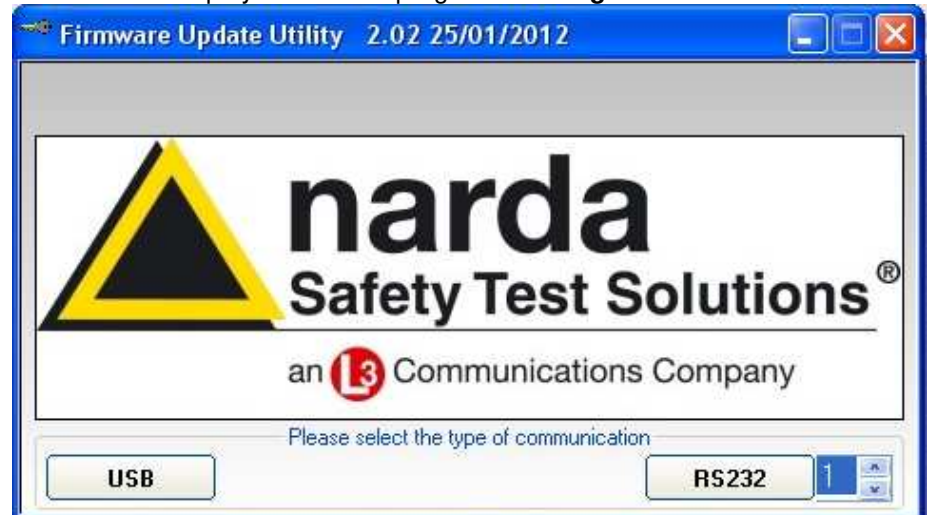 Firmware Update Utility 2.02 25/01/2012
narda
Safety Test Solutions®
an L3 Communications Company
Please select the type of communication
USB RS232 1